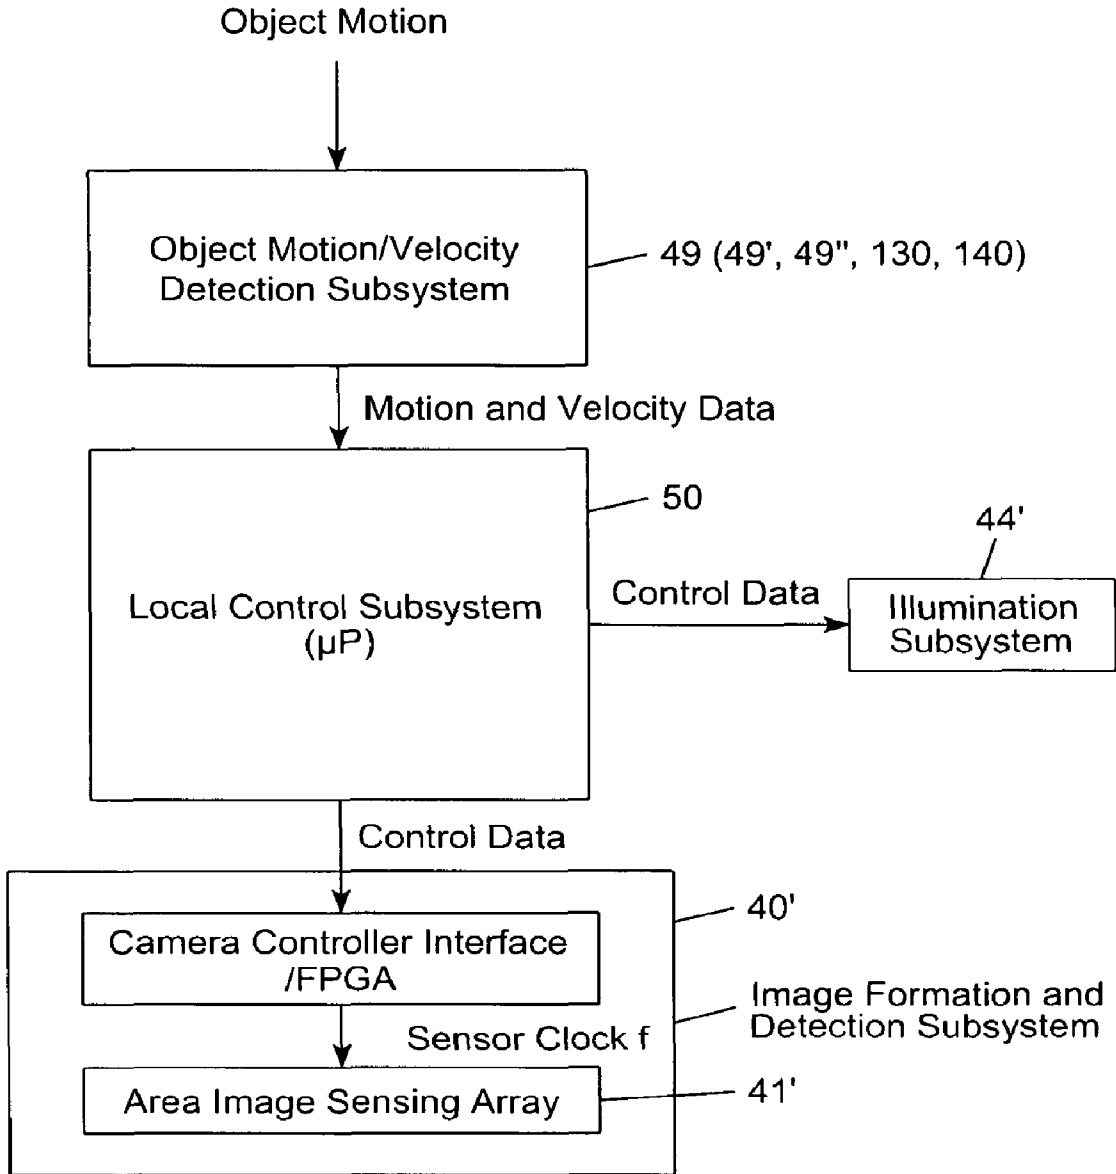 Object Motion
Object Motion/Velocity
Detection Subsystem
49 (49', 49", 130, 140)
Motion and Velocity Data
50
44'
Local Control Subsystem
(µP)
Control Data
Illumination
Subsystem
Control Data
40'
Camera Controller Interface
/FPGA
Image Formation and
Detection Subsystem
Sensor Clock f
Area Image Sensing Array
41'